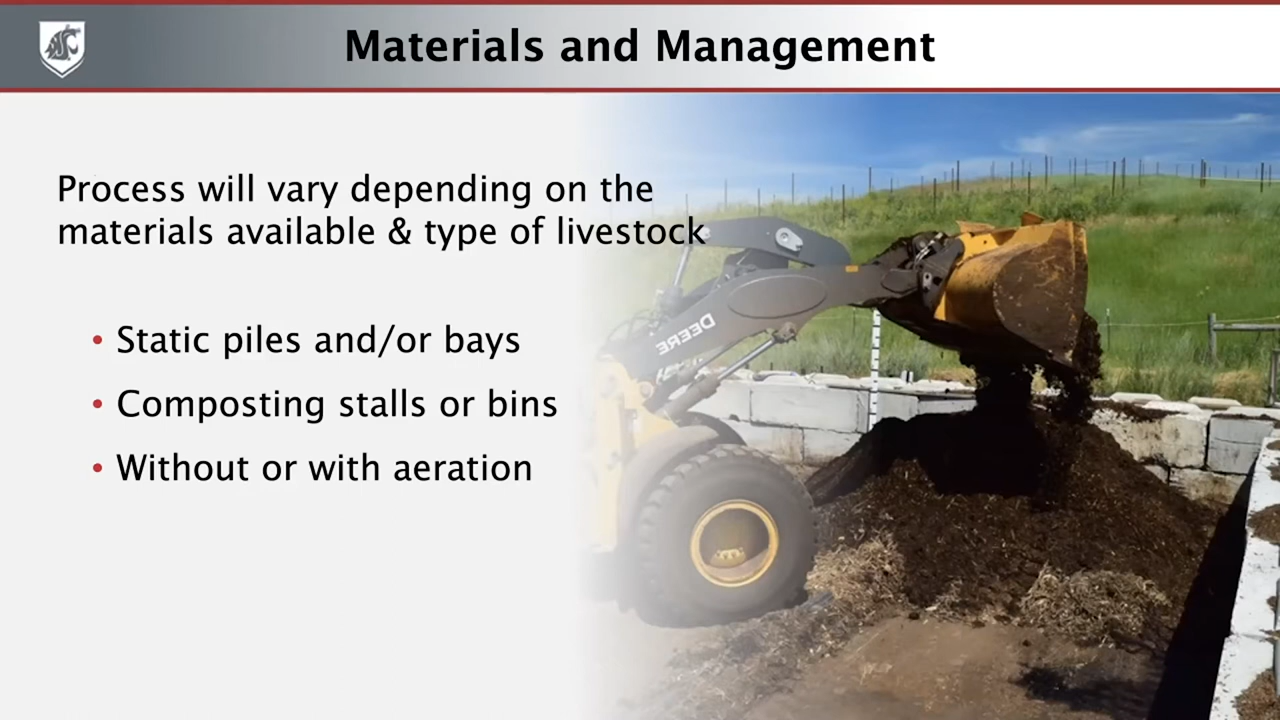 Materials and Management
Process will vary depending on the
materials available & type of livestock
• Static piles and/or bays
• Composting stalls or bins
• Without or with aeration
DEERE